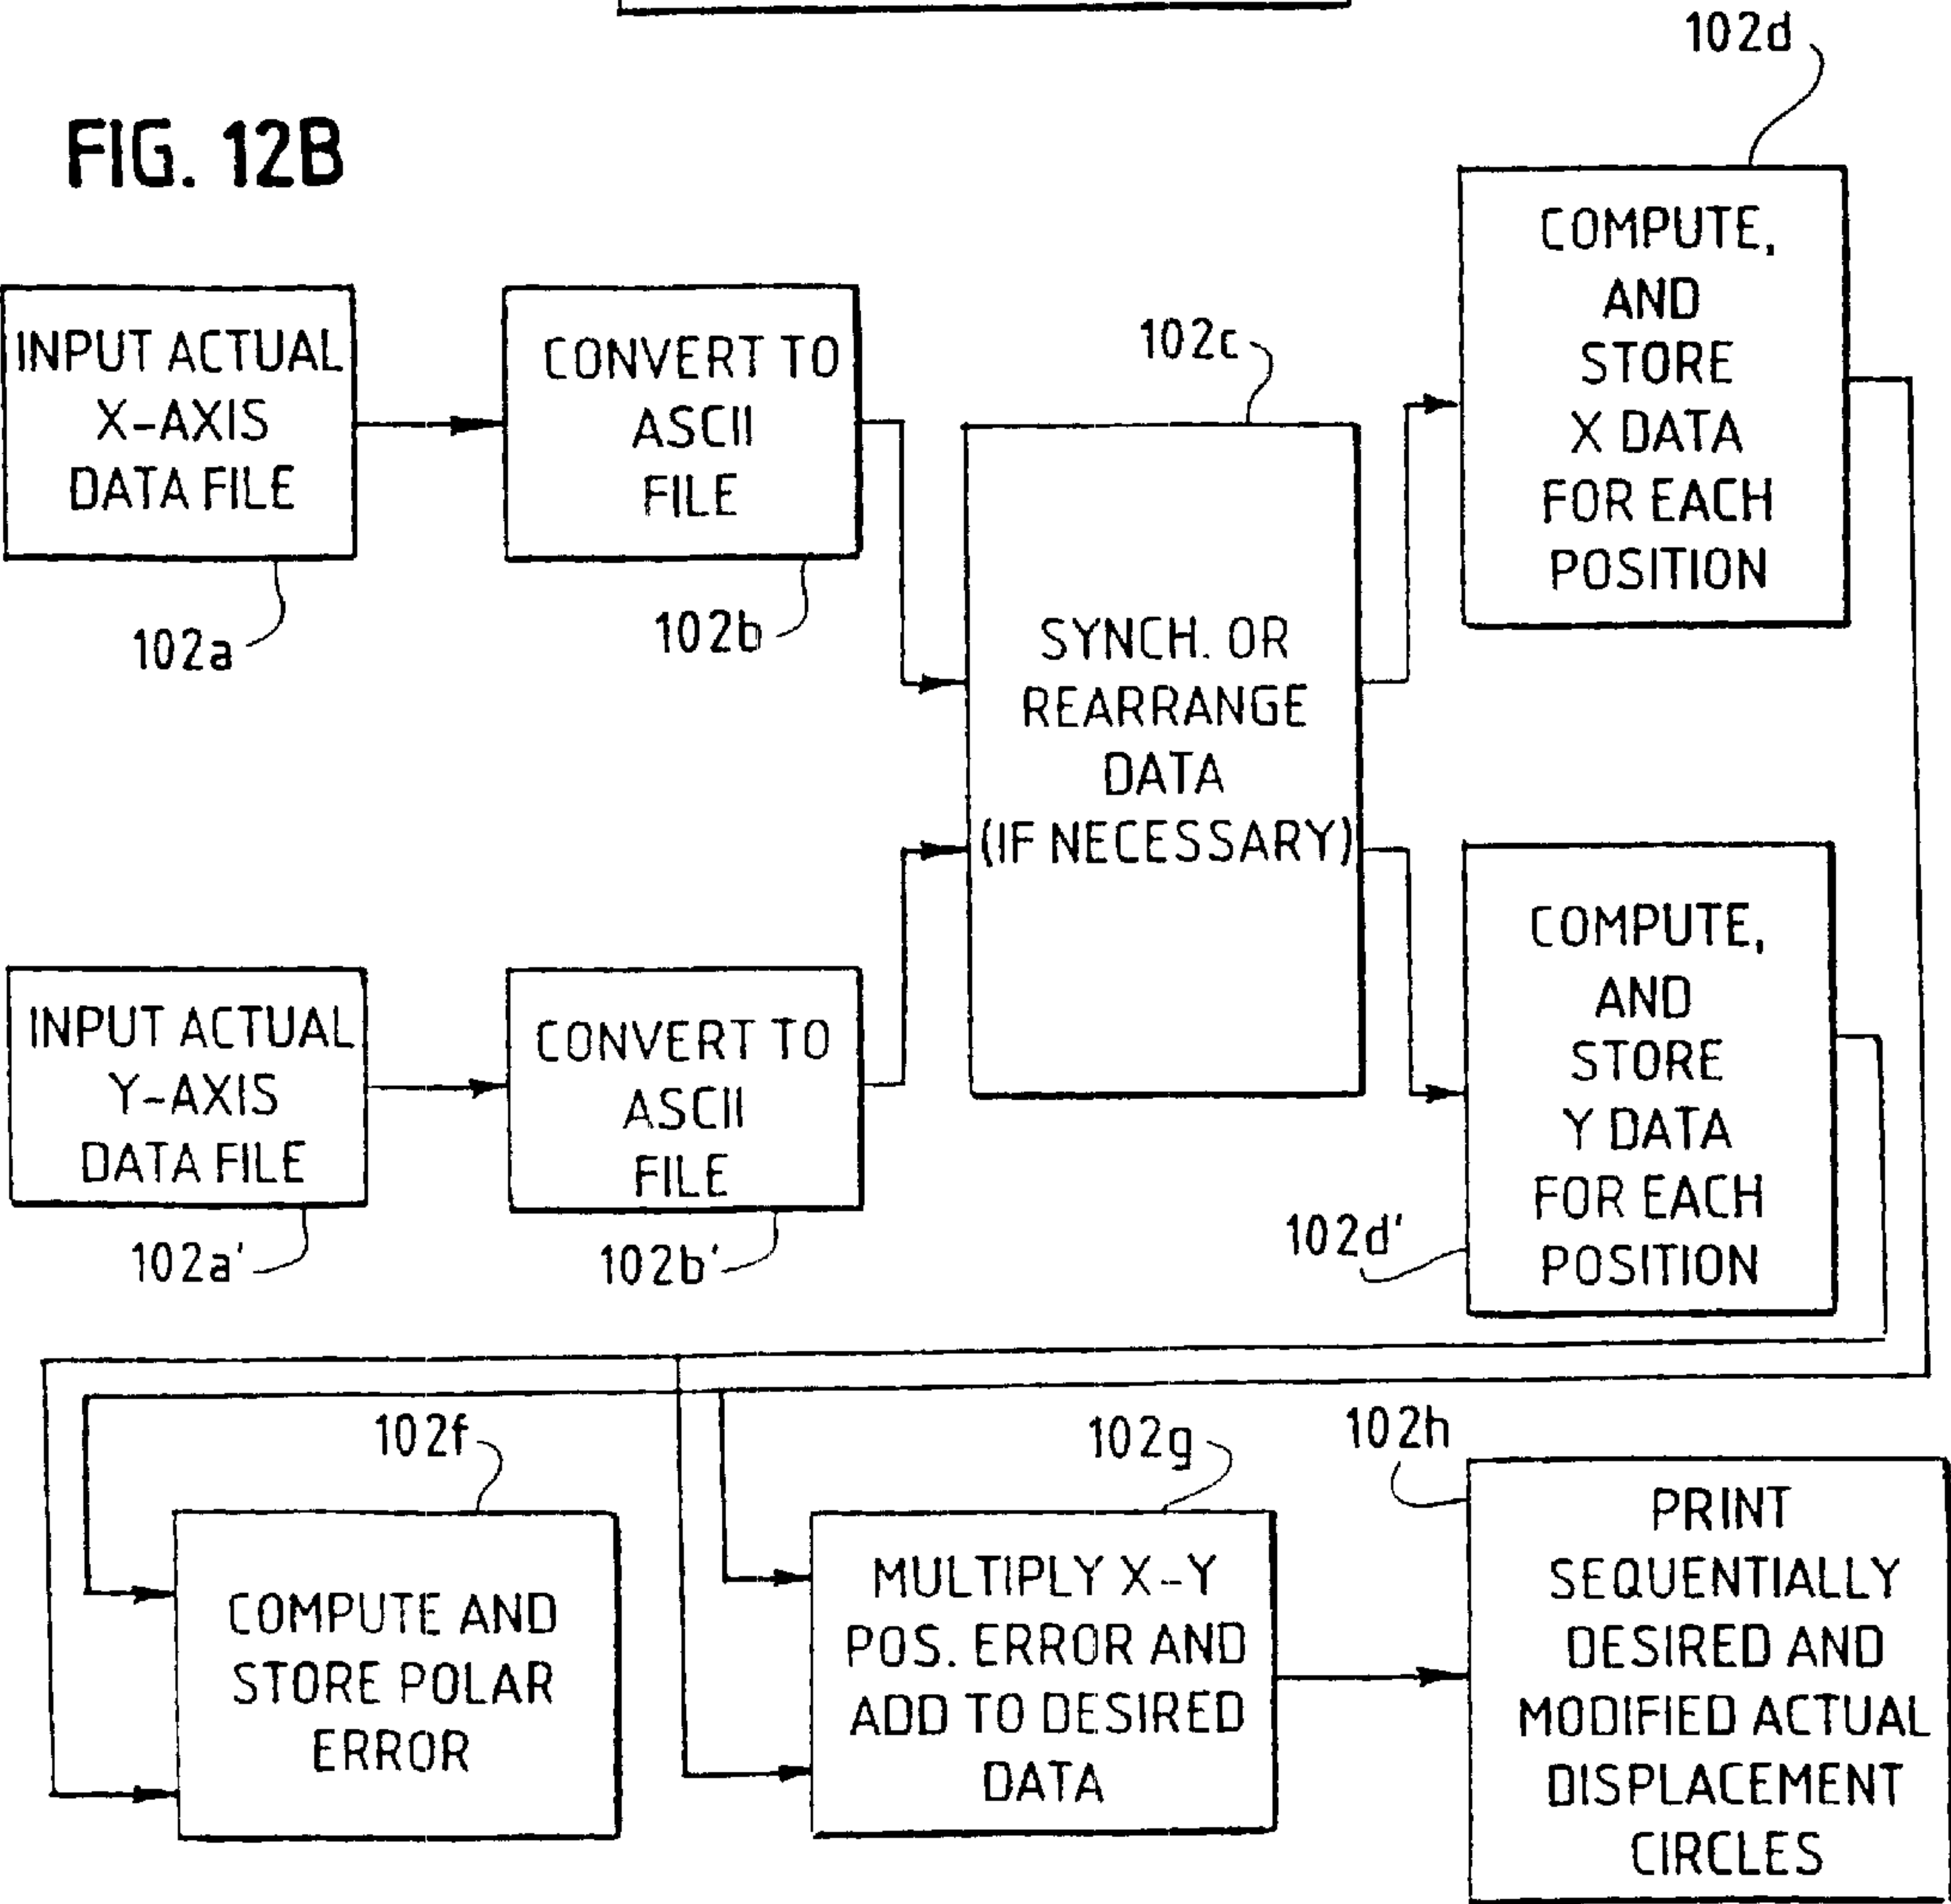 FIG. 12B
102d
INPUT ACTUAL
X-AXIS
DATA FILE
102a
CONVERT TO
ASCII
FILE
102b
102c
SYNCH. OR
REARRANGE
DATA
(IF NECESSARY)
COMPUTE,
AND
STORE
X DATA
FOR EACH
POSITION
INPUT ACTUAL
Y-AXIS
DATA FILE
102a'
CONVERT TO
ASCII
FILE
102b'
COMPUTE,
AND
STORE
Y DATA
FOR EACH
POSITION
102d'
102f
COMPUTE AND
STORE POLAR
ERROR
102g
MULTIPLY X-Y
POS. ERROR AND
ADD TO DESIRED
DATA
102h
PRINT
SEQUENTIALLY
DESIRED AND
MODIFIED ACTUAL
DISPLACEMENT
CIRCLES